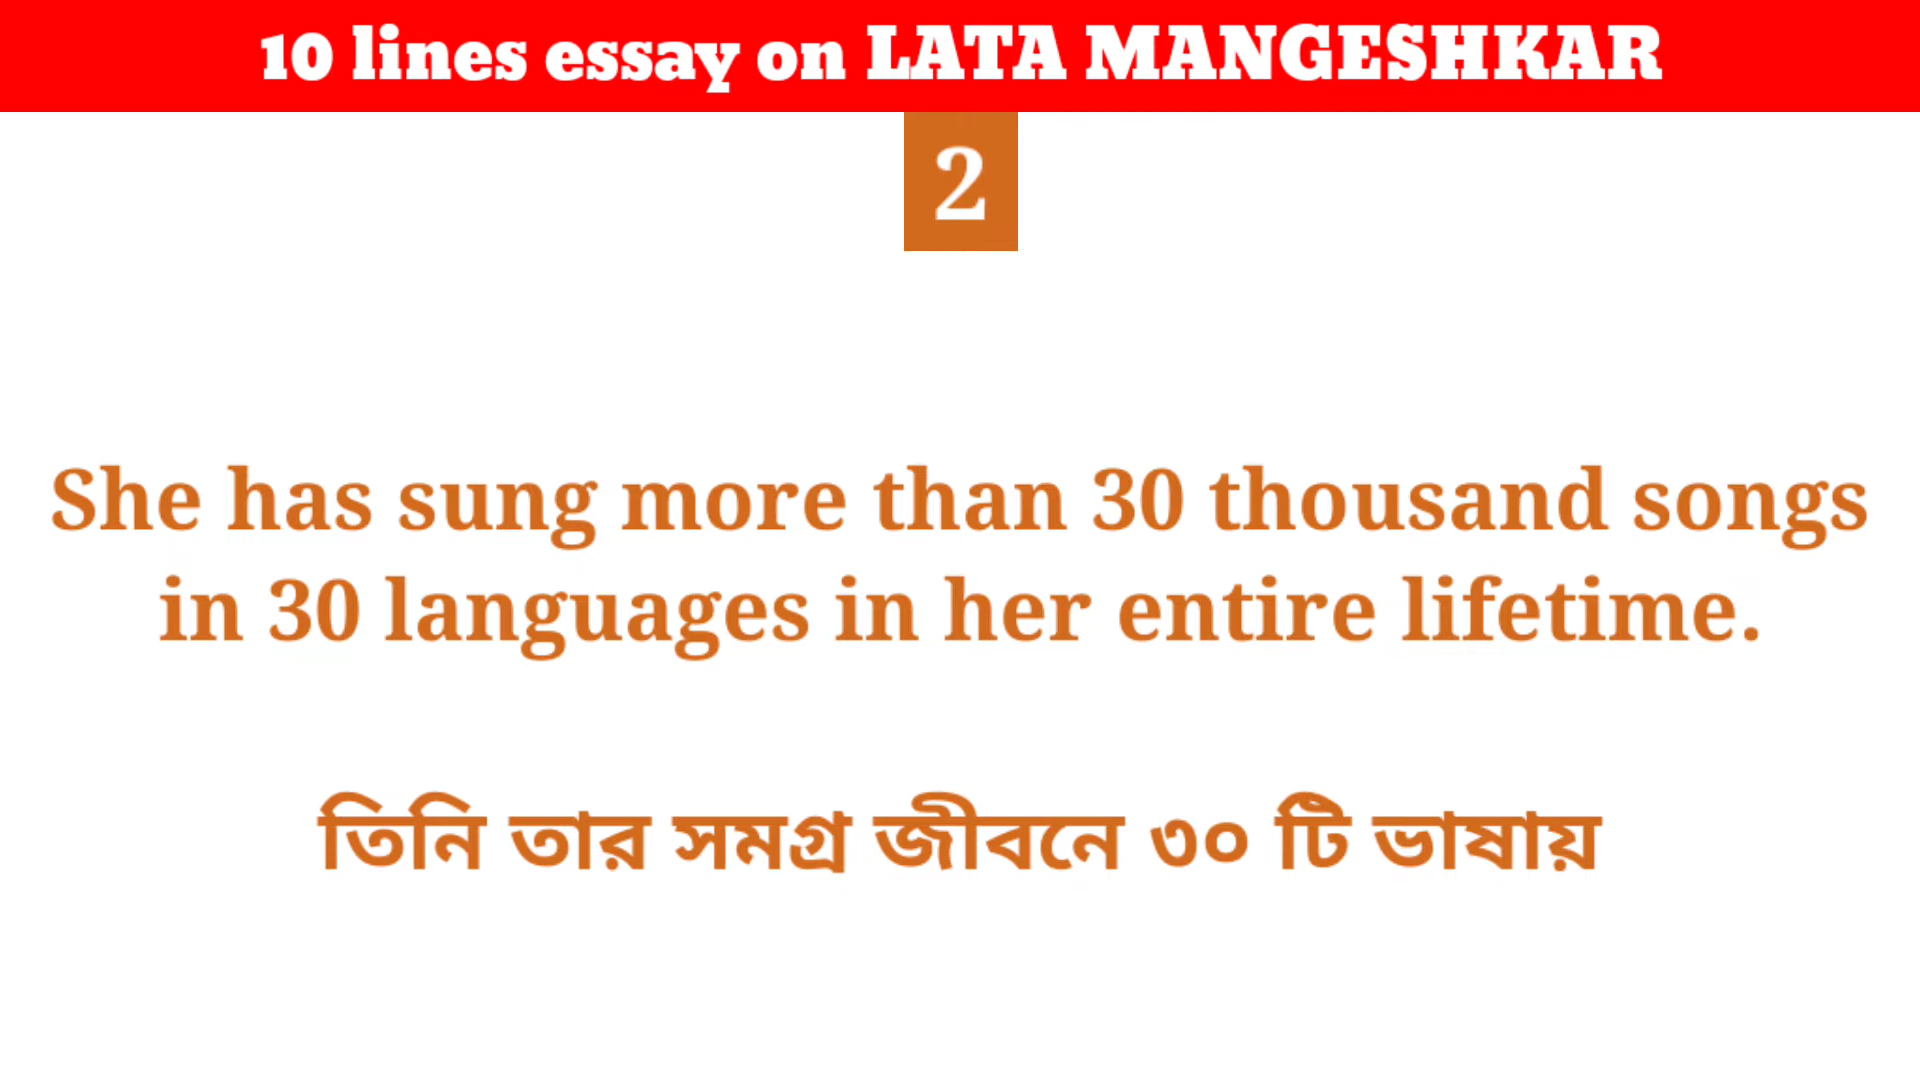 10 lines essay on LATA MANGESHKAR
2
She has sung more than 30 thousand songs
in 30 languages in her entire lifetime.
তিনি তার সমগ্র জীবনে ৩০ টি ভাষায়